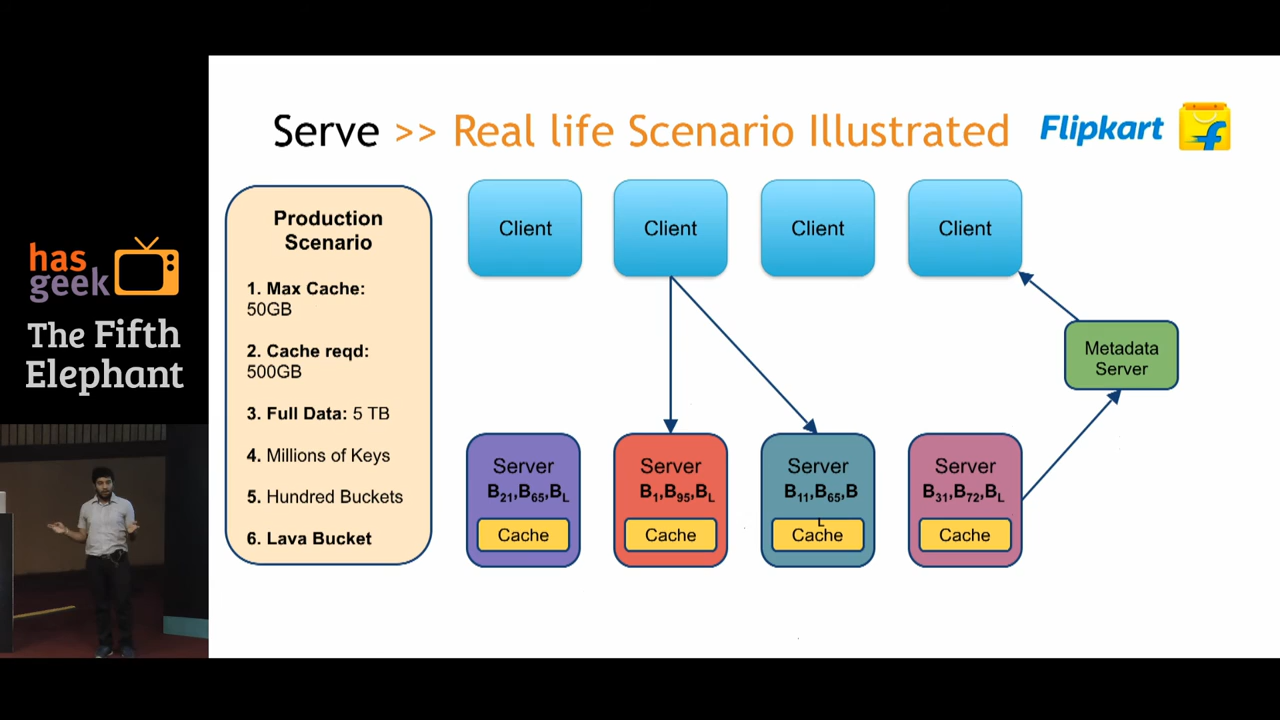 Serve >> Real life Scenario Illustrated
Flipkart
has
geek
The Fifth
Elephant
Production
Scenario
1. Max Cache:
50GB
2. Cache reqd:
500GB
3. Full Data: 5 TB
4. Millions of Keys
5. Hundred Buckets
6. Lava Bucket
Client
Client
Client
Client
Metadata
Server
Server
B21,B65,BL
Cache
Server
B1,B95,BL
Cache
Server
B11,B65,B
L
Cache
Server
B31,B72,BL
Cache